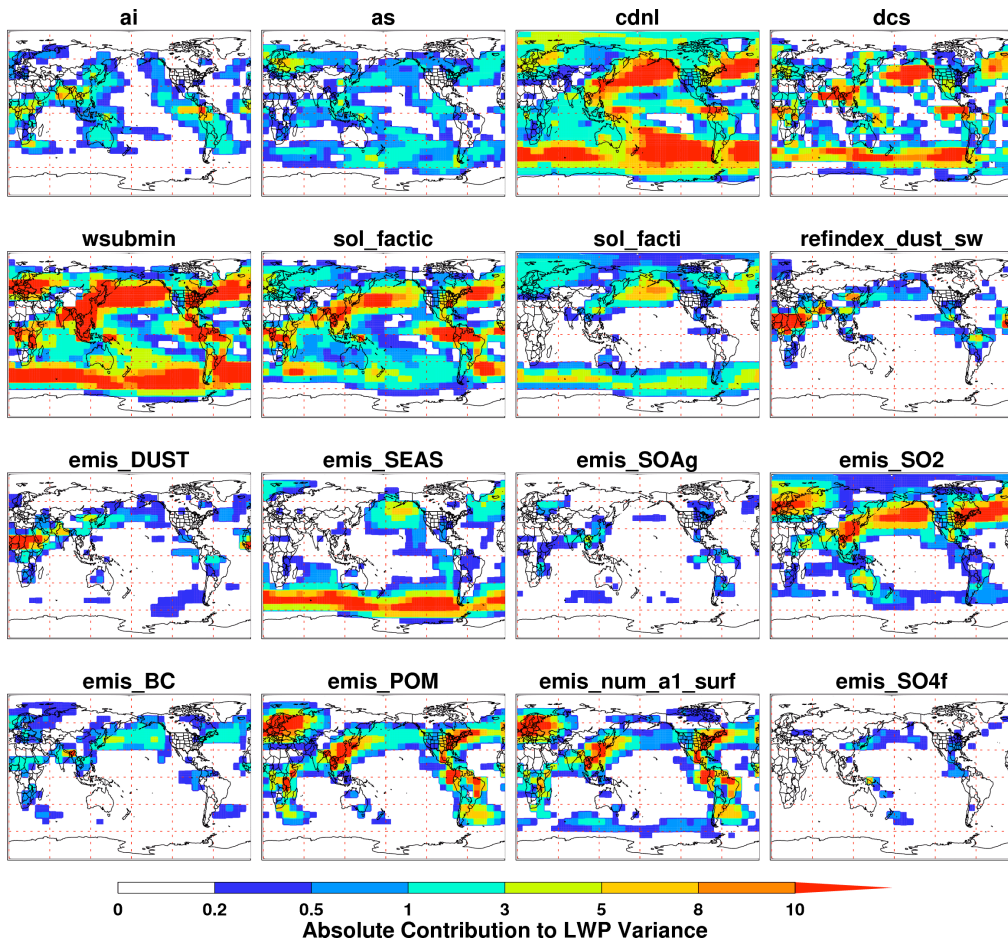 ai as cdnl dcs
wsubmin sol_factic sol_facti refindex_dust_sw
emis_DUST emis_SEAS emis_SOAg emis_SO2
emis_BC emis_POM emis_num_a1_surf emis_SO4f
0 0.2 0.5 1 3 5 8 10
Absolute Contribution to LWP Variance